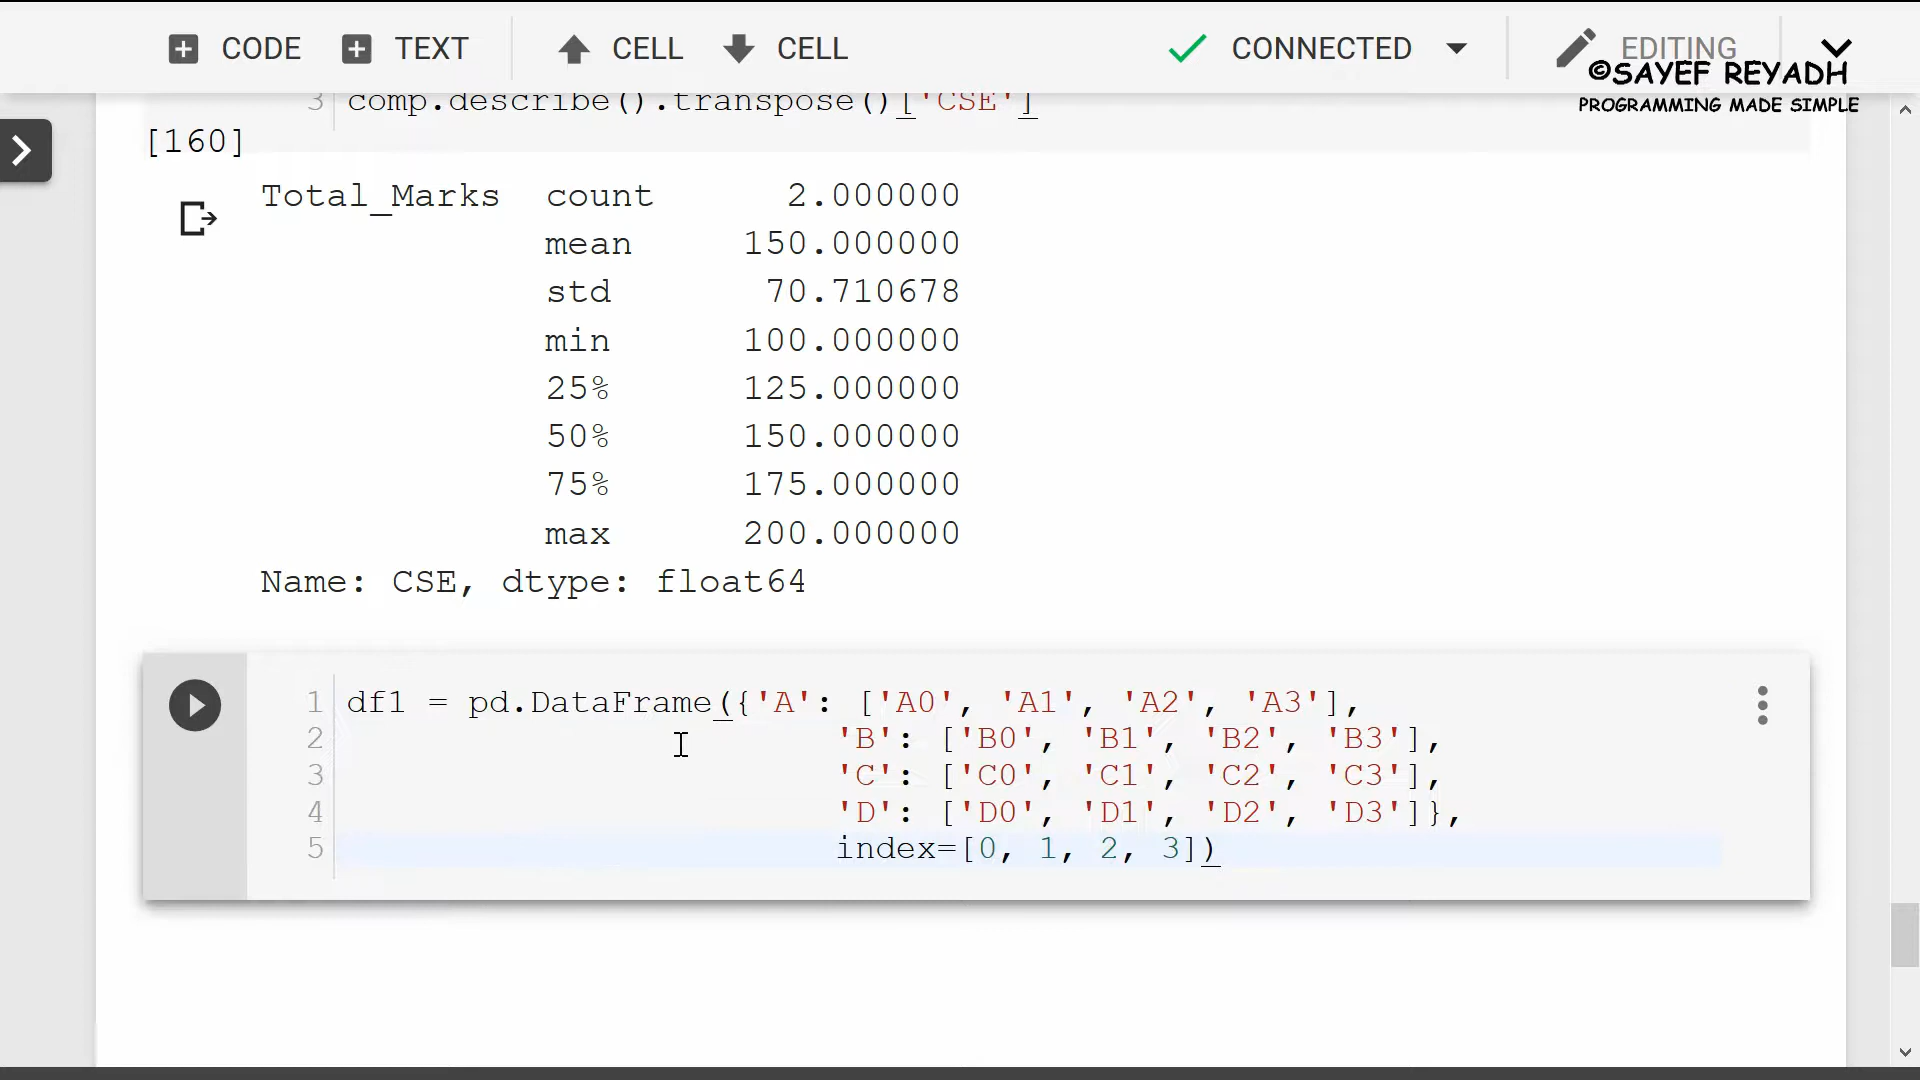 CODE TEXT CELL CELL CONNECTED EDITING
©SAYEF REYADH
PROGRAMMING MADE SIMPLE
3 comp.describe().transpose()['CSE']
[160]
Total_Marks count 2.000000
mean 150.000000
std 70.710678
min 100.000000
25% 125.000000
50% 150.000000
75% 175.000000
max 200.000000
Name: CSE, dtype: float64
1 df1 = pd.DataFrame({'A': ['A0', 'A1', 'A2', 'A3'],
2 'B': ['B0', 'B1', 'B2', 'B3'],
3 'C': ['C0', 'C1', 'C2', 'C3'],
4 'D': ['D0', 'D1', 'D2', 'D3']},
5 index=[0, 1, 2, 3])